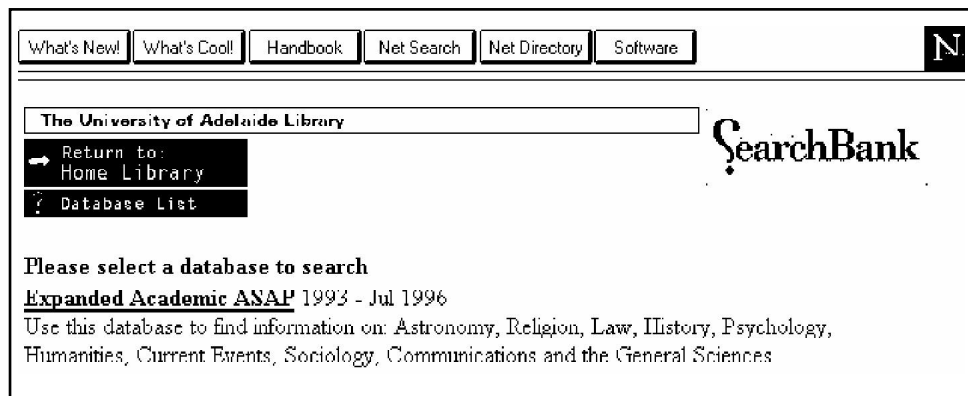 What's New! What's Cool! Handbook Net Search Net Directory Software N
The University of Adelaide Library
SearchBank
Return to:
Home Library
? Database List
Please select a database to search
Expanded Academic ASAP 1993 - Jul 1996
Use this database to find information on: Astronomy, Religion, Law, History, Psychology,
Humanities, Current Events, Sociology, Communications and the General Sciences